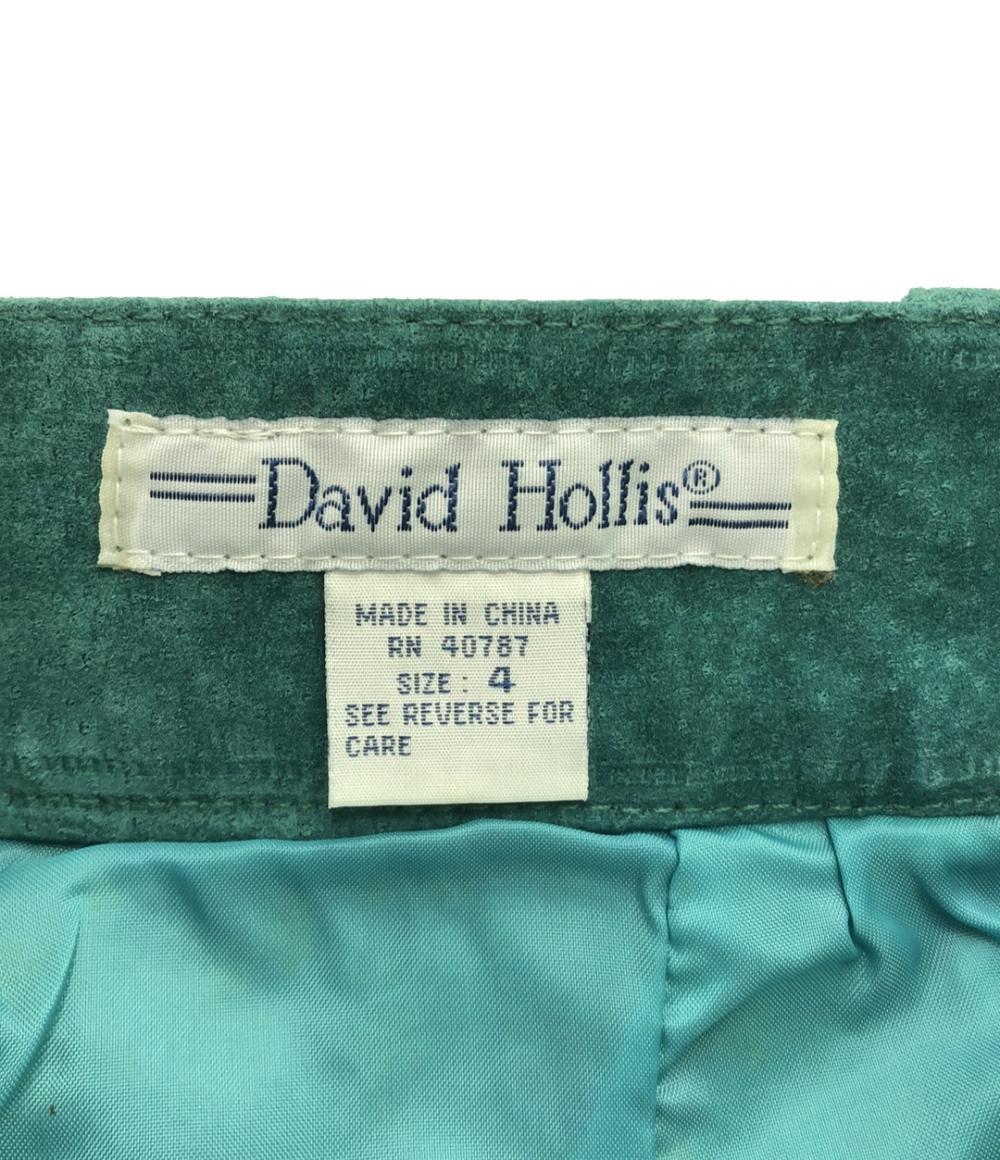 David Hollis®
MADE IN CHINA
RN 40787
SIZE: 4
SEE REVERSE FOR
CARE